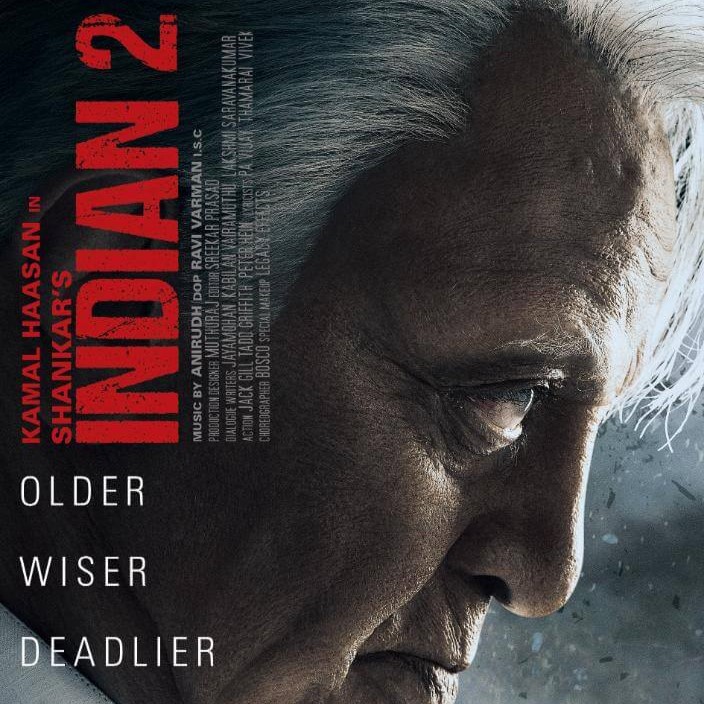 KAMAL HAASAN IN
SHANKAR'S
INDIAN 2
MUSIC BY ANIRUDH DOP RAVI VARMAN I.S.C
PRODUCTION DESIGNER MUTHURAJ EDITOR SREEKAR PRASAD
DIALOGUE WRITERS JAYAMOHAN KABILAN VAIRAMUTHU LAKSHMI SARAVANAKUMAR
ACTION JACK GILL TADD GRIFFITH PETER HEIN LYRICIST PA VIJAY THAMARAI VIVEK
CHOREOGRAPHER BOSCO SPECIAL MAKEUP LEGACY EFFECTS
OLDER
WISER
DEADLIER